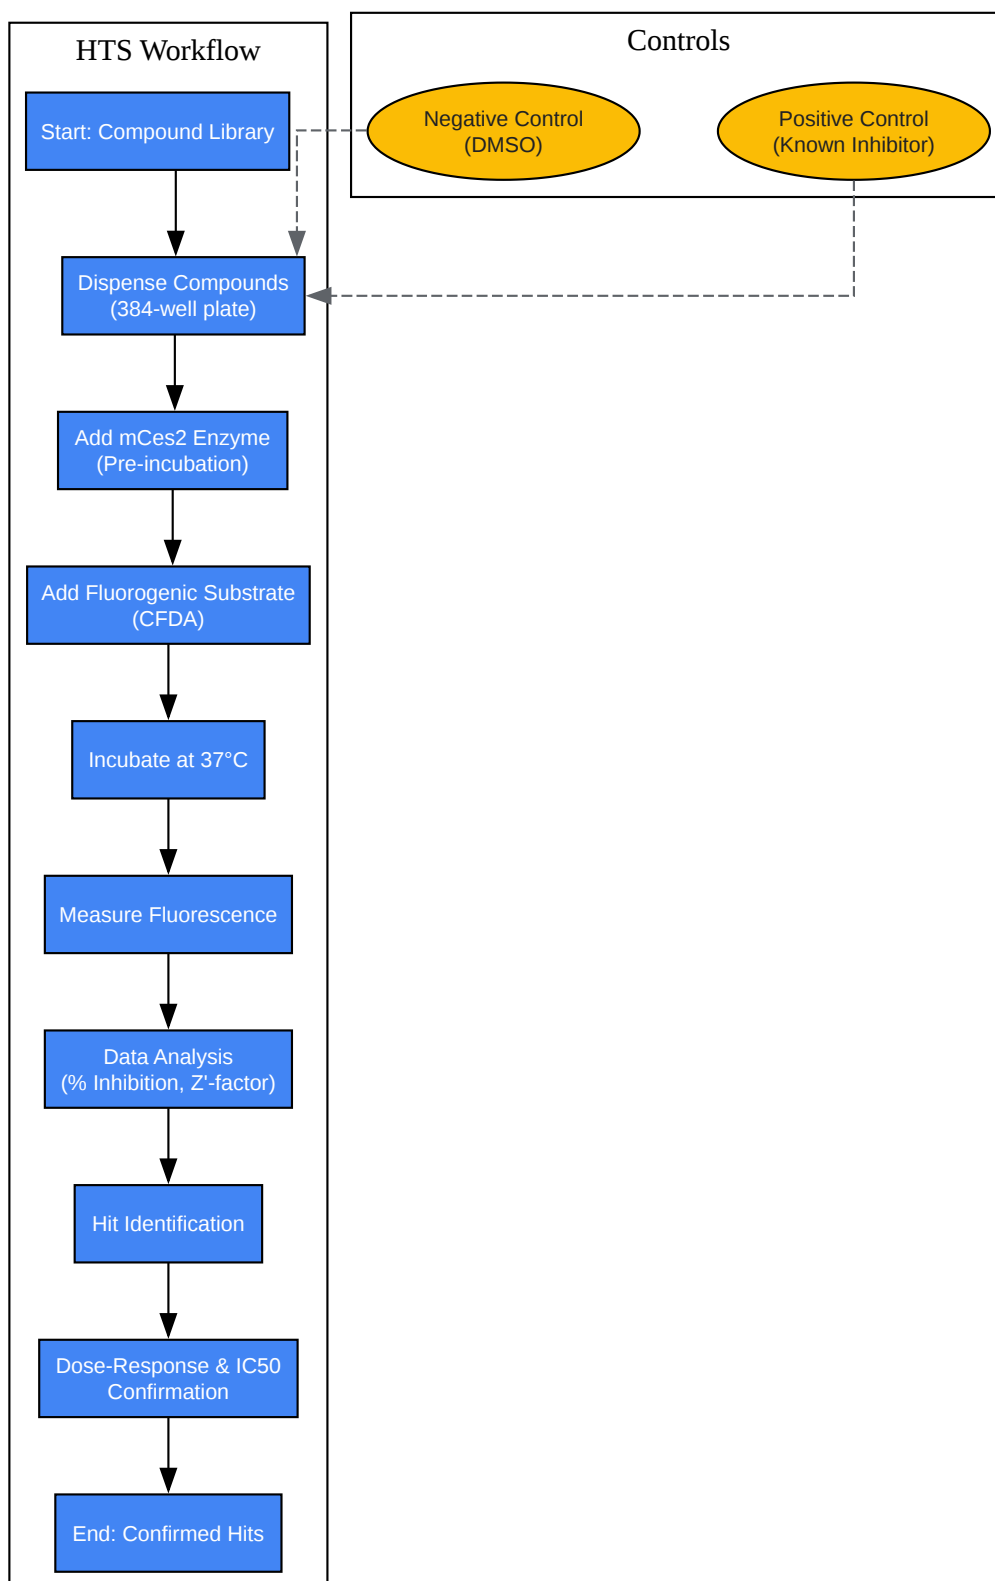 HTS Workflow
Controls
Start: Compound Library
Negative Control
(DMSO)
Positive Control
(Known Inhibitor)
Dispense Compounds
(384-well plate)
Add mCes2 Enzyme
(Pre-incubation)
Add Fluorogenic Substrate
(CFDA)
Incubate at 37°C
Measure Fluorescence
Data Analysis
(% Inhibition, Z'-factor)
Hit Identification
Dose-Response & IC50
Confirmation
End: Confirmed Hits